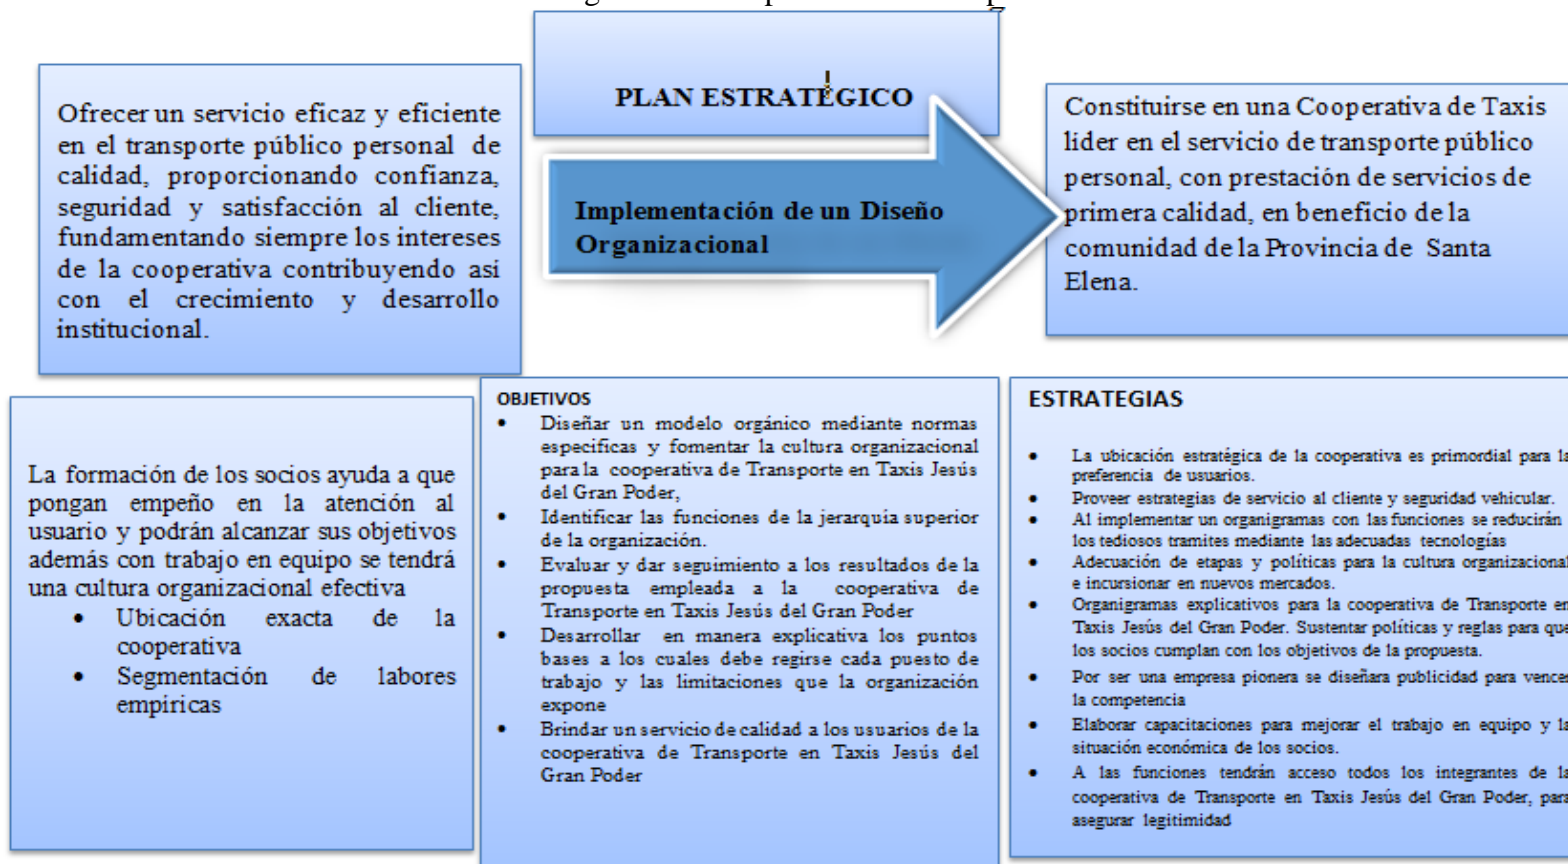 PLAN ESTRATÉGICO
Ofrecer un servicio eficaz y eficiente
en el transporte público personal de
calidad, proporcionando confianza,
seguridad y satisfacción al cliente,
fundamentando siempre los intereses
de la cooperativa contribuyendo así
con el crecimiento y desarrollo
institucional.
Implementación de un Diseño
Organizacional
Constituirse en una Cooperativa de Taxis
líder en el servicio de transporte público
personal, con prestación de servicios de
primera calidad, en beneficio de la
comunidad de la Provincia de Santa
Elena.
La formación de los socios ayuda a que
pongan empeño en la atención al
usuario y podrán alcanzar sus objetivos
además con trabajo en equipo se tendrá
una cultura organizacional efectiva
• Ubicación exacta de la
cooperativa
• Segmentación de labores
empíricas
OBJETIVOS
• Diseñar un modelo orgánico mediante normas
especificas y fomentar la cultura organizacional
para la cooperativa de Transporte en Taxis Jesús
del Gran Poder,
• Identificar las funciones de la jerarquía superior
de la organización.
• Evaluar y dar seguimiento a los resultados de la
propuesta empleada a la cooperativa de
Transporte en Taxis Jesús del Gran Poder
• Desarrollar en manera explicativa los puntos
bases a los cuales debe regirse cada puesto de
trabajo y las limitaciones que la organización
expone
• Brindar un servicio de calidad a los usuarios de la
cooperativa de Transporte en Taxis Jesús del
Gran Poder
ESTRATEGIAS
• La ubicación estratégica de la cooperativa es primordial para la
preferencia de usuarios.
• Proveer estrategias de servicio al cliente y seguridad vehicular.
• Al implementar un organigramas con las funciones se reducirán
los tediosos tramites mediante las adecuadas tecnologías
• Adecuación de etapas y políticas para la cultura organizacional
e incursionar en nuevos mercados.
• Organigramas explicativos para la cooperativa de Transporte en
Taxis Jesús del Gran Poder. Sustentar políticas y reglas para que
los socios cumplan con los objetivos de la propuesta.
• Por ser una empresa pionera se diseñara publicidad para vencer
la competencia
• Elaborar capacitaciones para mejorar el trabajo en equipo y la
situación económica de los socios.
• A las funciones tendrán acceso todos los integrantes de la
cooperativa de Transporte en Taxis Jesús del Gran Poder, para
asegurar legitimidad